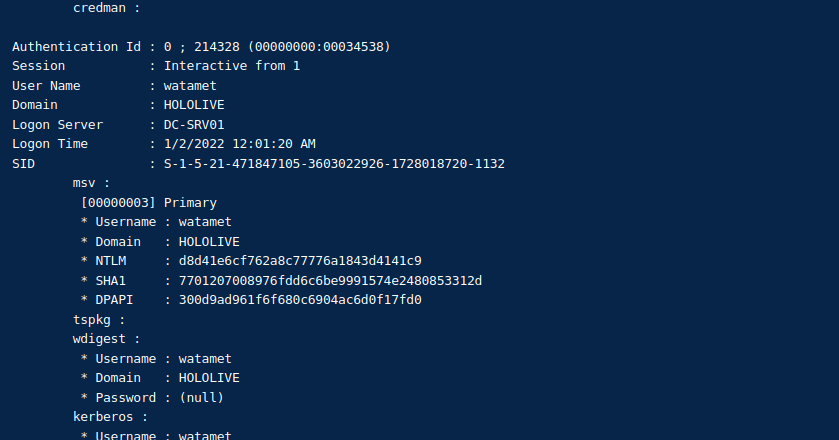 credman :
Authentication Id : 0 ; 214328 (00000000:00034538)
Session           : Interactive from 1
User Name         : watamet
Domain            : HOLOLIVE
Logon Server      : DC-SRV01
Logon Time        : 1/2/2022 12:01:20 AM
SID               : S-1-5-21-471847105-3603022926-1728018720-1132
        msv :
         [00000003] Primary
         * Username : watamet
         * Domain   : HOLOLIVE
         * NTLM     : d8d41e6cf762a8c77776a1843d4141c9
         * SHA1     : 7701207008976fdd6c6be9991574e2480853312d
         * DPAPI    : 300d9ad961f6f680c6904ac6d0f17fd0
        tspkg :
        wdigest :
         * Username : watamet
         * Domain   : HOLOLIVE
         * Password : (null)
        kerberos :
         * Username : watamet